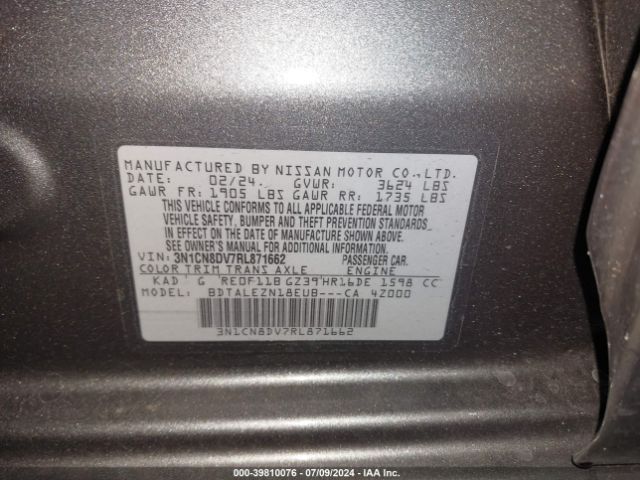 MANUFACTURED BY NISSAN MOTOR CO.,LTD.
DATE: 02/24. GVWR: 3624 LBS
GAWR FR: 1905 LBS GAWR RR: 1735 LBS
THIS VEHICLE CONFORMS TO ALL APPLICABLE FEDERAL MOTOR
VEHICLE SAFETY, BUMPER AND THEFT PREVENTION STANDARDS
IN EFFECT ON THE DATE OF MANUFACTURE SHOWN ABOVE.
SEE OWNER'S MANUAL FOR ADDITIONAL INFORMATION.
VIN: 3N1CN8DV7RL871662 PASSENGER CAR.
COLOR TRIM TRANS AXLE ENGINE
KAD G RE0F11B GZ39 HR16DE 1598 CC
MODEL: BDTALEZN18EUB---CA 4Z000
3N1CN8DV7RL871662
000-39810076 | 07/09/2024 | IAA Inc.